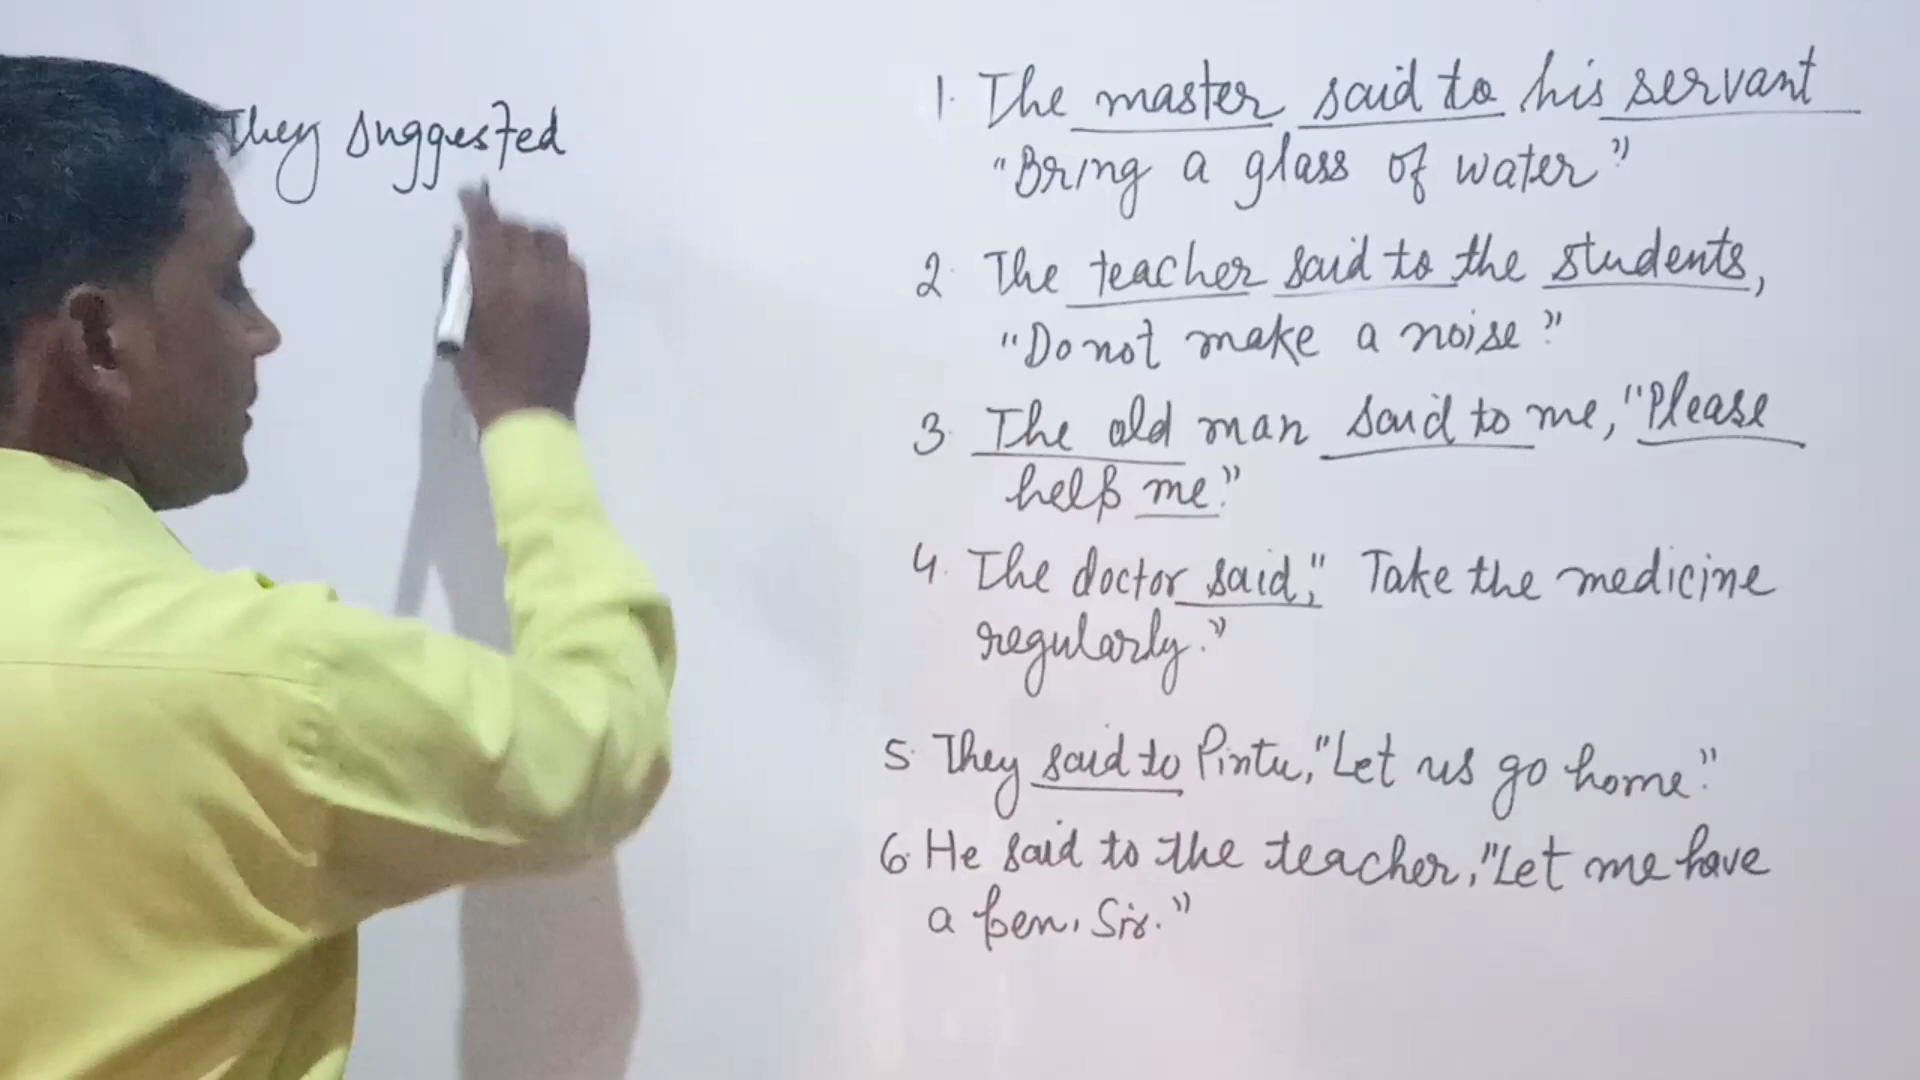 They suggested
1. The master said to his servant
"Bring a glass of water"
2. The teacher said to the students,
"Do not make a noise"
3. The old man said to me, "Please
help me."
4. The doctor said," Take the medicine
regularly."
5. They said to Pintu, "Let us go home."
6. He said to the teacher, "Let me have
a pen, Sir."